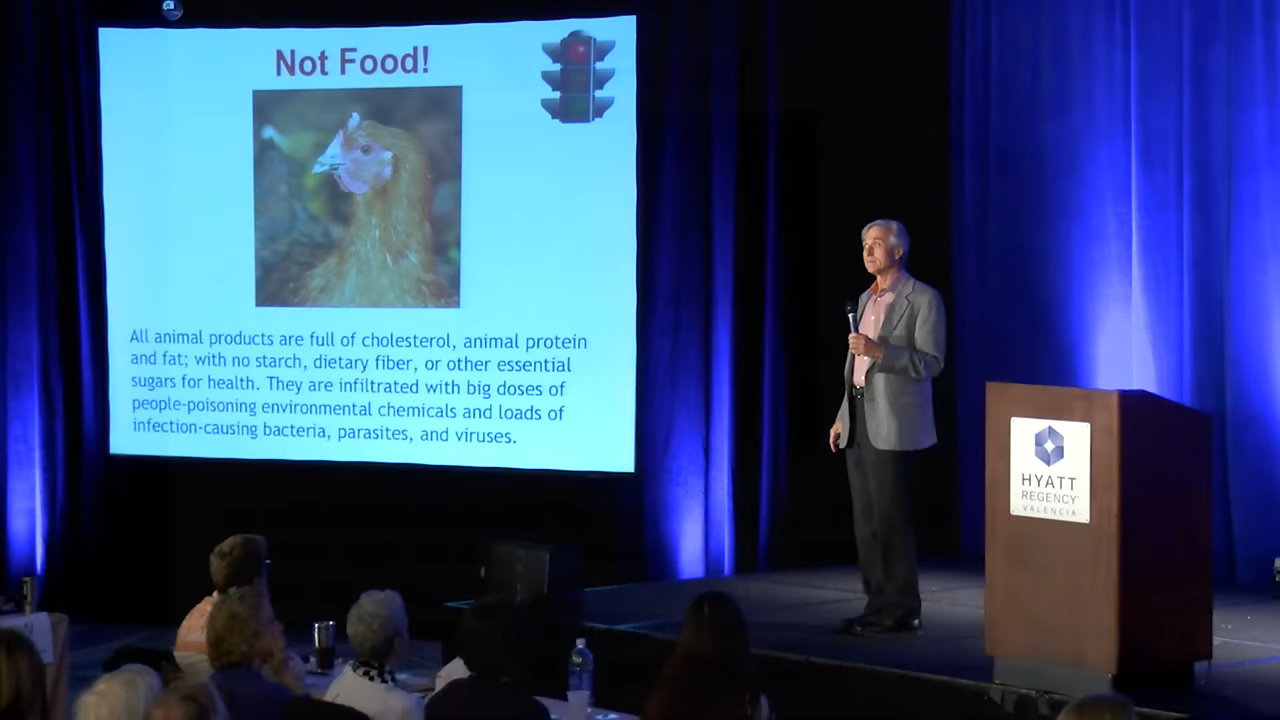 Not Food!
All animal products are full of cholesterol, animal protein
and fat; with no starch, dietary fiber, or other essential
sugars for health. They are infiltrated with big doses of
people-poisoning environmental chemicals and loads of
infection-causing bacteria, parasites, and viruses.
HYATT
REGENCY
VALENCIA